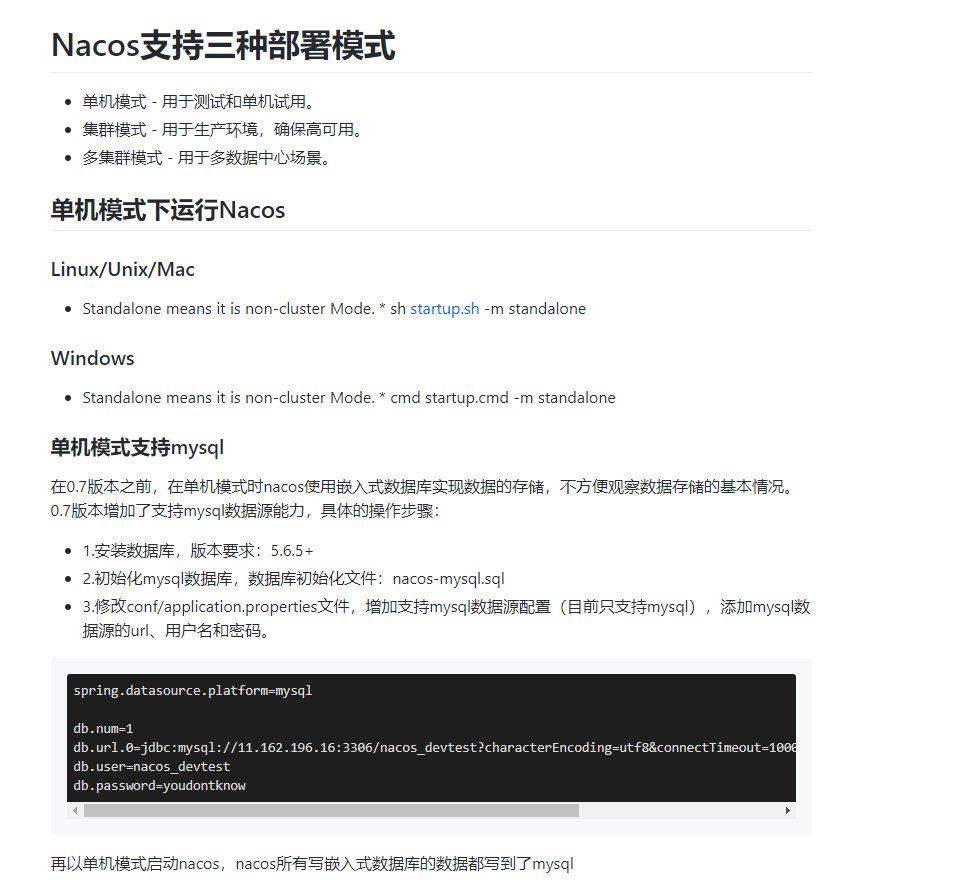 Nacos支持三种部署模式
单机模式 - 用于测试和单机试用。
集群模式 - 用于生产环境，确保高可用。
多集群模式 - 用于多数据中心场景。
单机模式下运行Nacos
Linux/Unix/Mac
Standalone means it is non-cluster Mode. * sh startup.sh -m standalone
Windows
Standalone means it is non-cluster Mode. * cmd startup.cmd -m standalone
单机模式支持mysql
在0.7版本之前，在单机模式时nacos使用嵌入式数据库实现数据的存储，不方便观察数据存储的基本情况。
0.7版本增加了支持mysql数据源能力，具体的操作步骤：
1.安装数据库，版本要求：5.6.5+
2.初始化mysql数据库，数据库初始化文件：nacos-mysql.sql
3.修改conf/application.properties文件，增加支持mysql数据源配置（目前只支持mysql），添加mysql数
据源的url、用户名和密码。
spring.datasource.platform=mysql
db.num=1
db.url.0=jdbc:mysql://11.162.196.16:3306/nacos_devtest?characterEncoding=utf8&connectTimeout=1000
db.user=nacos_devtest
db.password=youdontknow
再以单机模式启动nacos，nacos所有写嵌入式数据库的数据都写到了mysql